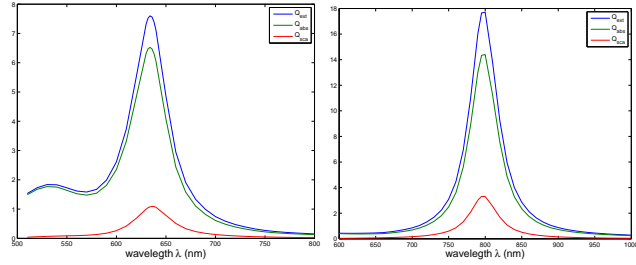 8
7
6
5
4
3
2
1
0
500 550 600 650 700 750 800
wavelegth λ (nm)
Q_ext
Q_abs
Q_sca
18
16
14
12
10
8
6
4
2
0
600 650 700 750 800 850 900 950 1000
wavelegth λ (nm)
Q_ext
Q_abs
Q_sca